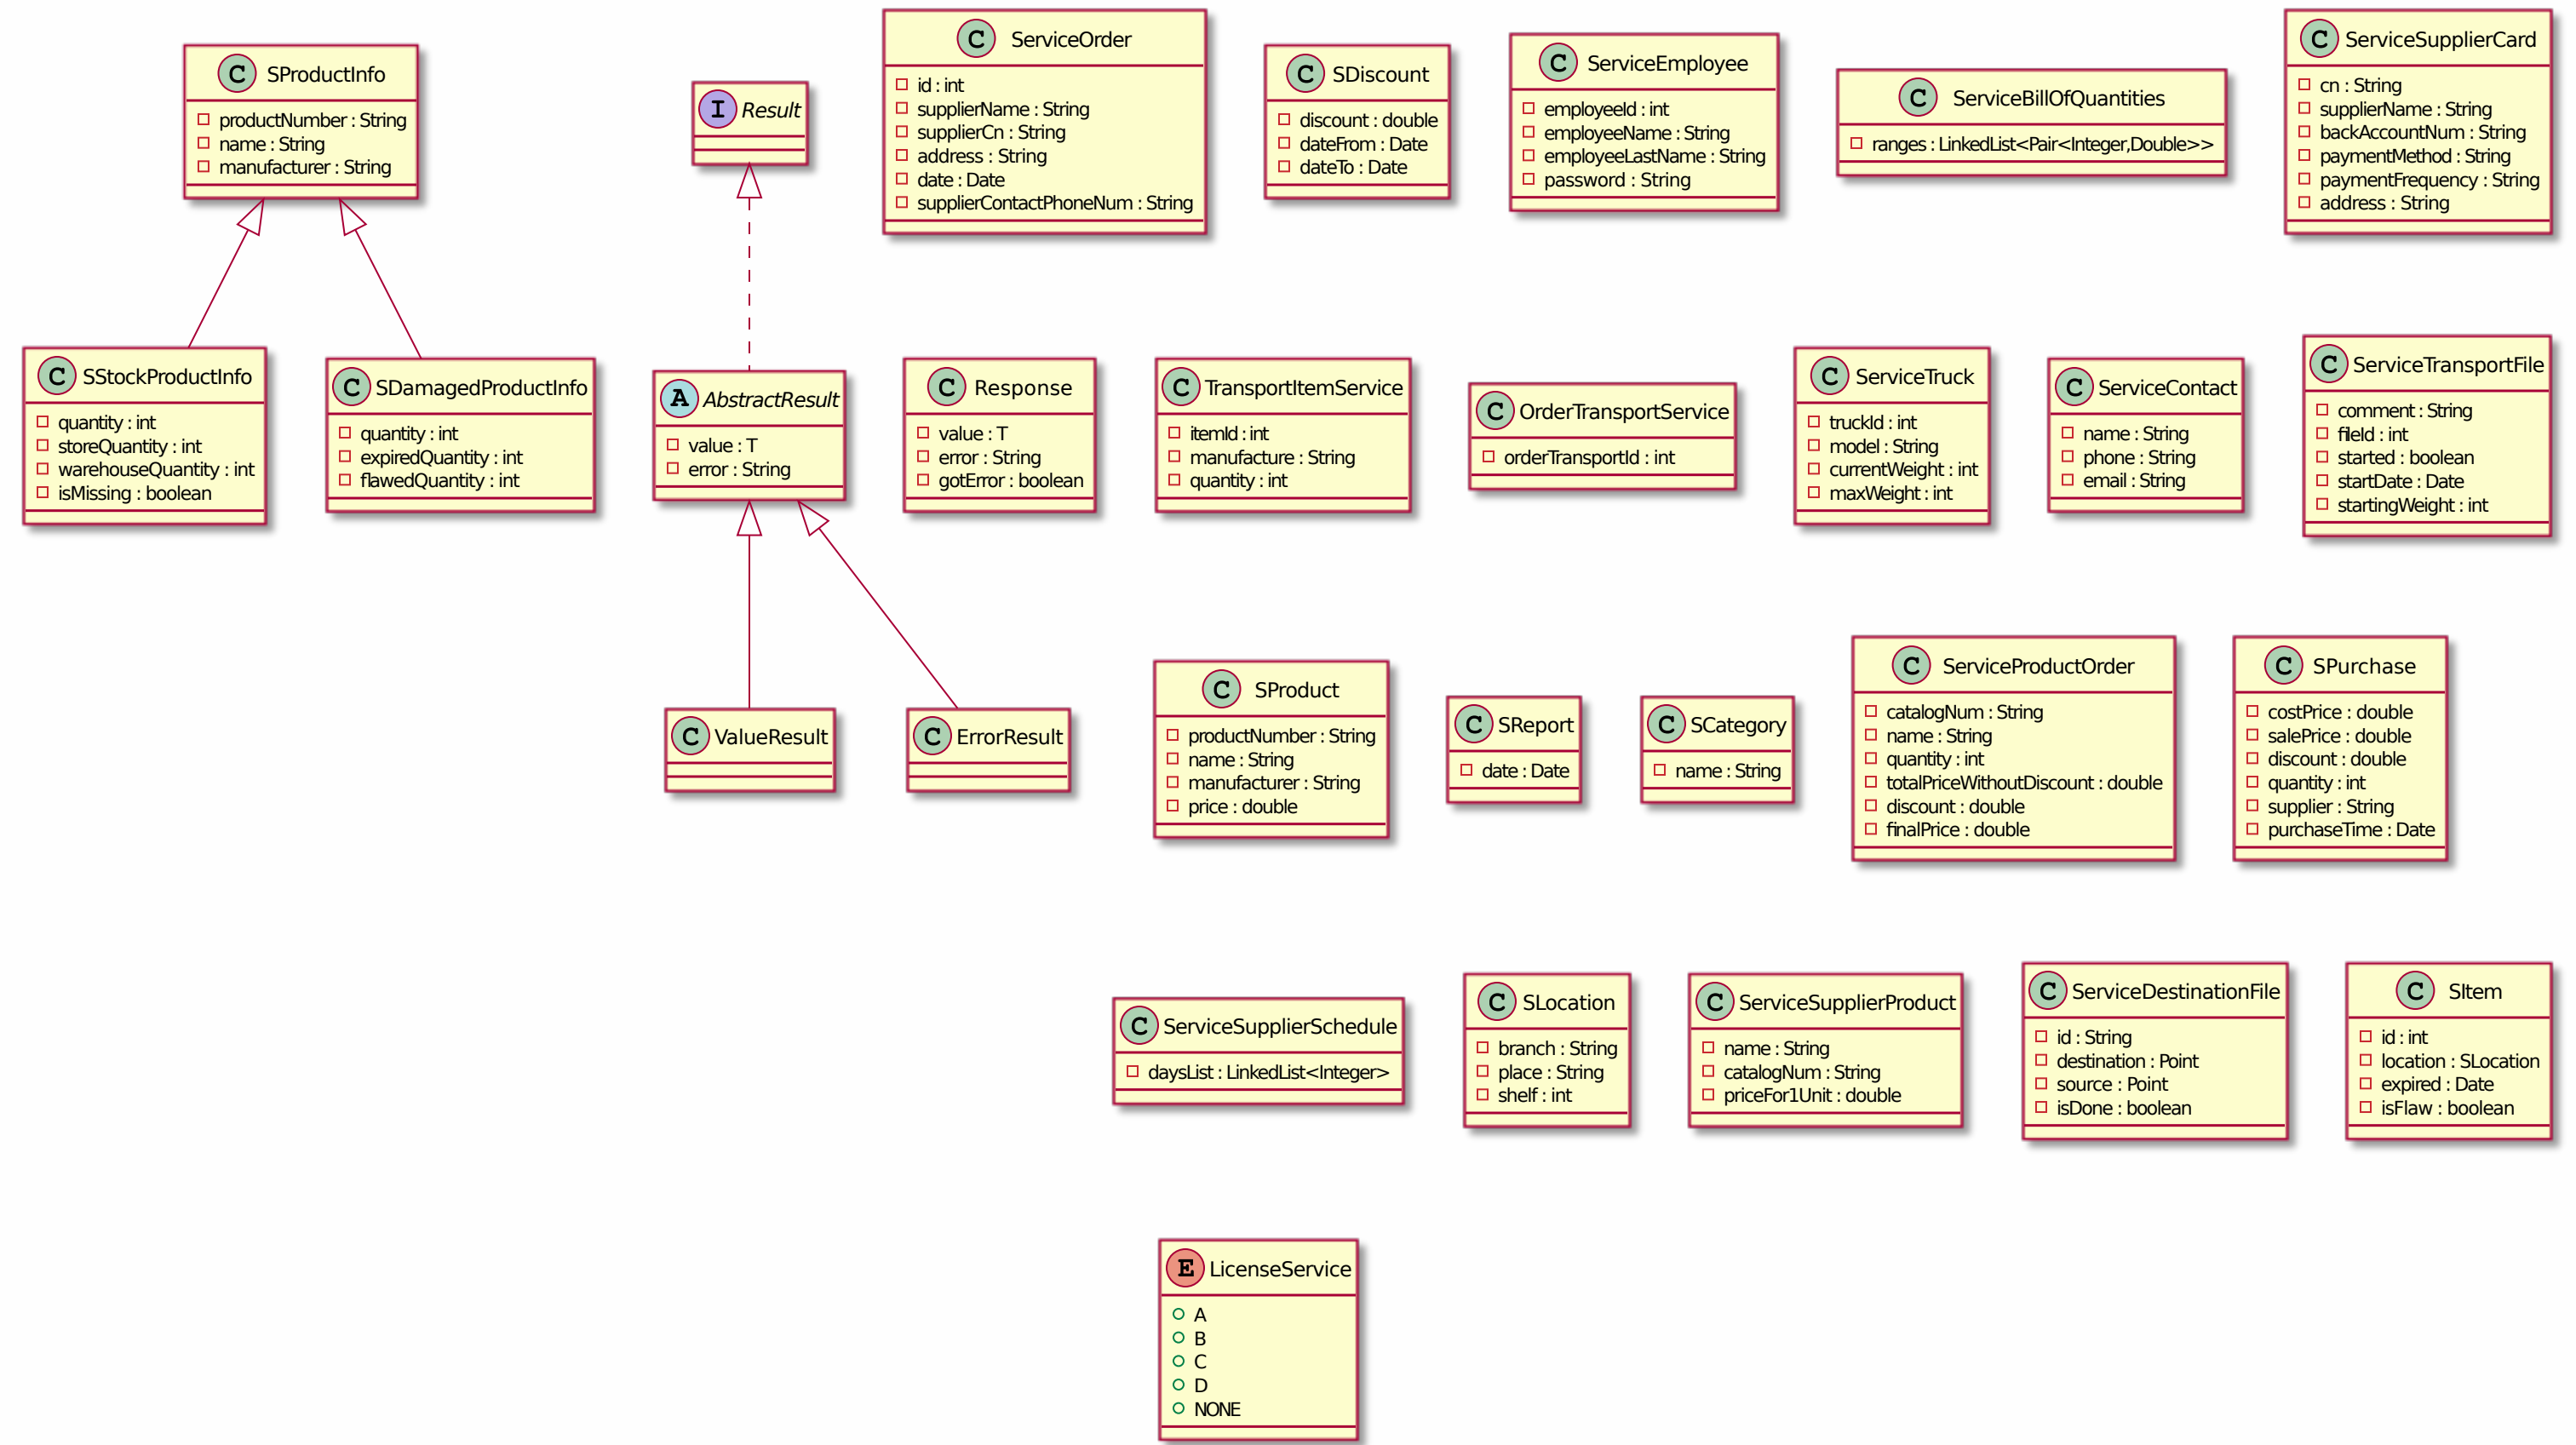 C SProductInfo
productNumber : String
name : String
manufacturer : String
I Result
C ServiceOrder
id : int
supplierName : String
supplierCn : String
address : String
date : Date
supplierContactPhoneNum : String
C SDiscount
discount : double
dateFrom : Date
dateTo : Date
C ServiceEmployee
employeeId : int
employeeName : String
employeeLastName : String
password : String
C ServiceBillOfQuantities
ranges : LinkedList<Pair<Integer,Double>>
C ServiceSupplierCard
cn : String
supplierName : String
backAccountNum : String
paymentMethod : String
paymentFrequency : String
address : String
C SStockProductInfo
quantity : int
storeQuantity : int
warehouseQuantity : int
isMissing : boolean
C SDamagedProductInfo
quantity : int
expiredQuantity : int
flawedQuantity : int
A AbstractResult
value : T
error : String
C Response
value : T
error : String
gotError : boolean
C TransportItemService
itemId : int
manufacture : String
quantity : int
C OrderTransportService
orderTransportId : int
C ServiceTruck
truckId : int
model : String
currentWeight : int
maxWeight : int
C ServiceContact
name : String
phone : String
email : String
C ServiceTransportFile
comment : String
fileId : int
started : boolean
startDate : Date
startingWeight : int
C ValueResult
C ErrorResult
C SProduct
productNumber : String
name : String
manufacturer : String
price : double
C SReport
date : Date
C SCategory
name : String
C ServiceProductOrder
catalogNum : String
name : String
quantity : int
totalPriceWithoutDiscount : double
discount : double
finalPrice : double
C SPurchase
costPrice : double
salePrice : double
discount : double
quantity : int
supplier : String
purchaseTime : Date
C ServiceSupplierSchedule
daysList : LinkedList<Integer>
C SLocation
branch : String
place : String
shelf : int
C ServiceSupplierProduct
name : String
catalogNum : String
priceFor1Unit : double
C ServiceDestinationFile
id : String
destination : Point
source : Point
isDone : boolean
C SItem
id : int
location : SLocation
expired : Date
isFlaw : boolean
E LicenseService
A
B
C
D
NONE